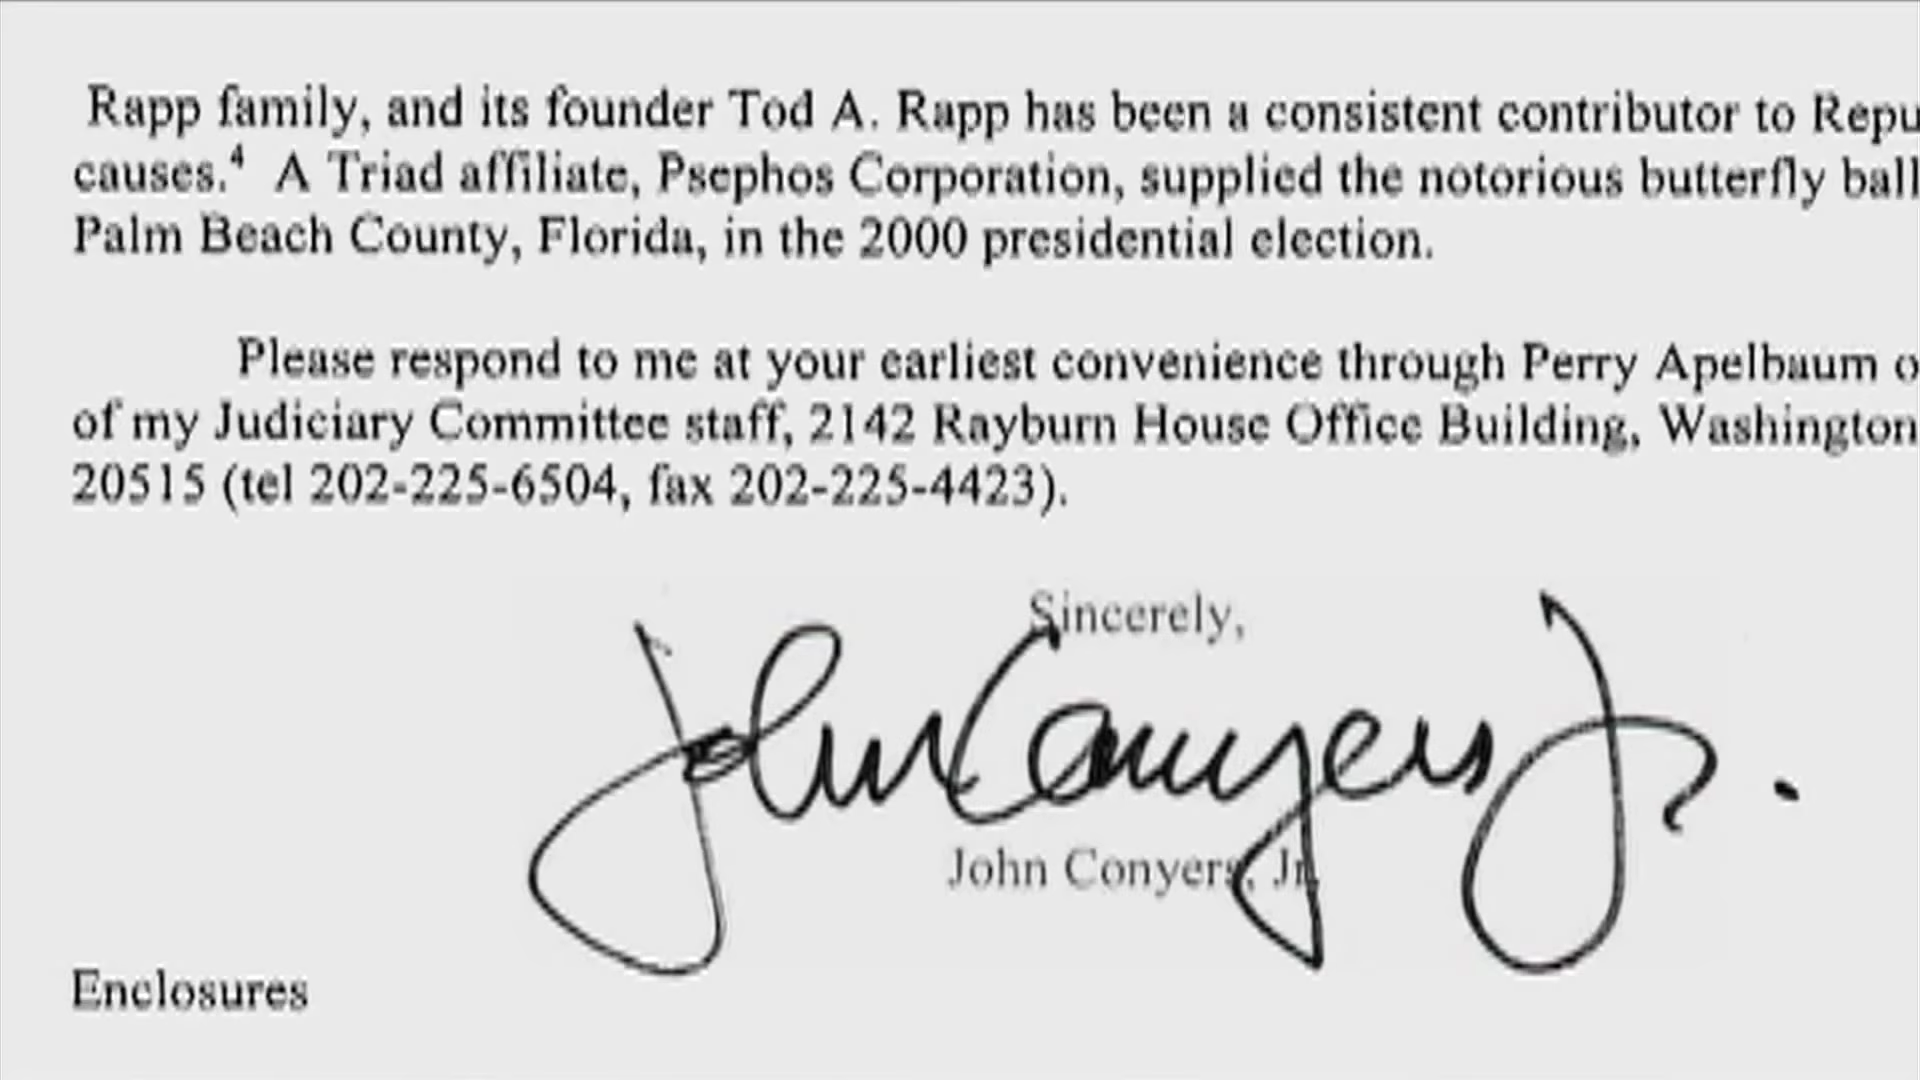 Rapp family, and its founder Tod A. Rapp has been a consistent contributor to Repu
causes.⁴ A Triad affiliate, Psephos Corporation, supplied the notorious butterfly ball
Palm Beach County, Florida, in the 2000 presidential election.
Please respond to me at your earliest convenience through Perry Apelbaum o
of my Judiciary Committee staff, 2142 Rayburn House Office Building, Washington
20515 (tel 202-225-6504, fax 202-225-4423).
Sincerely,
John Conyers Jr.
John Conyers, Jr.
Enclosures